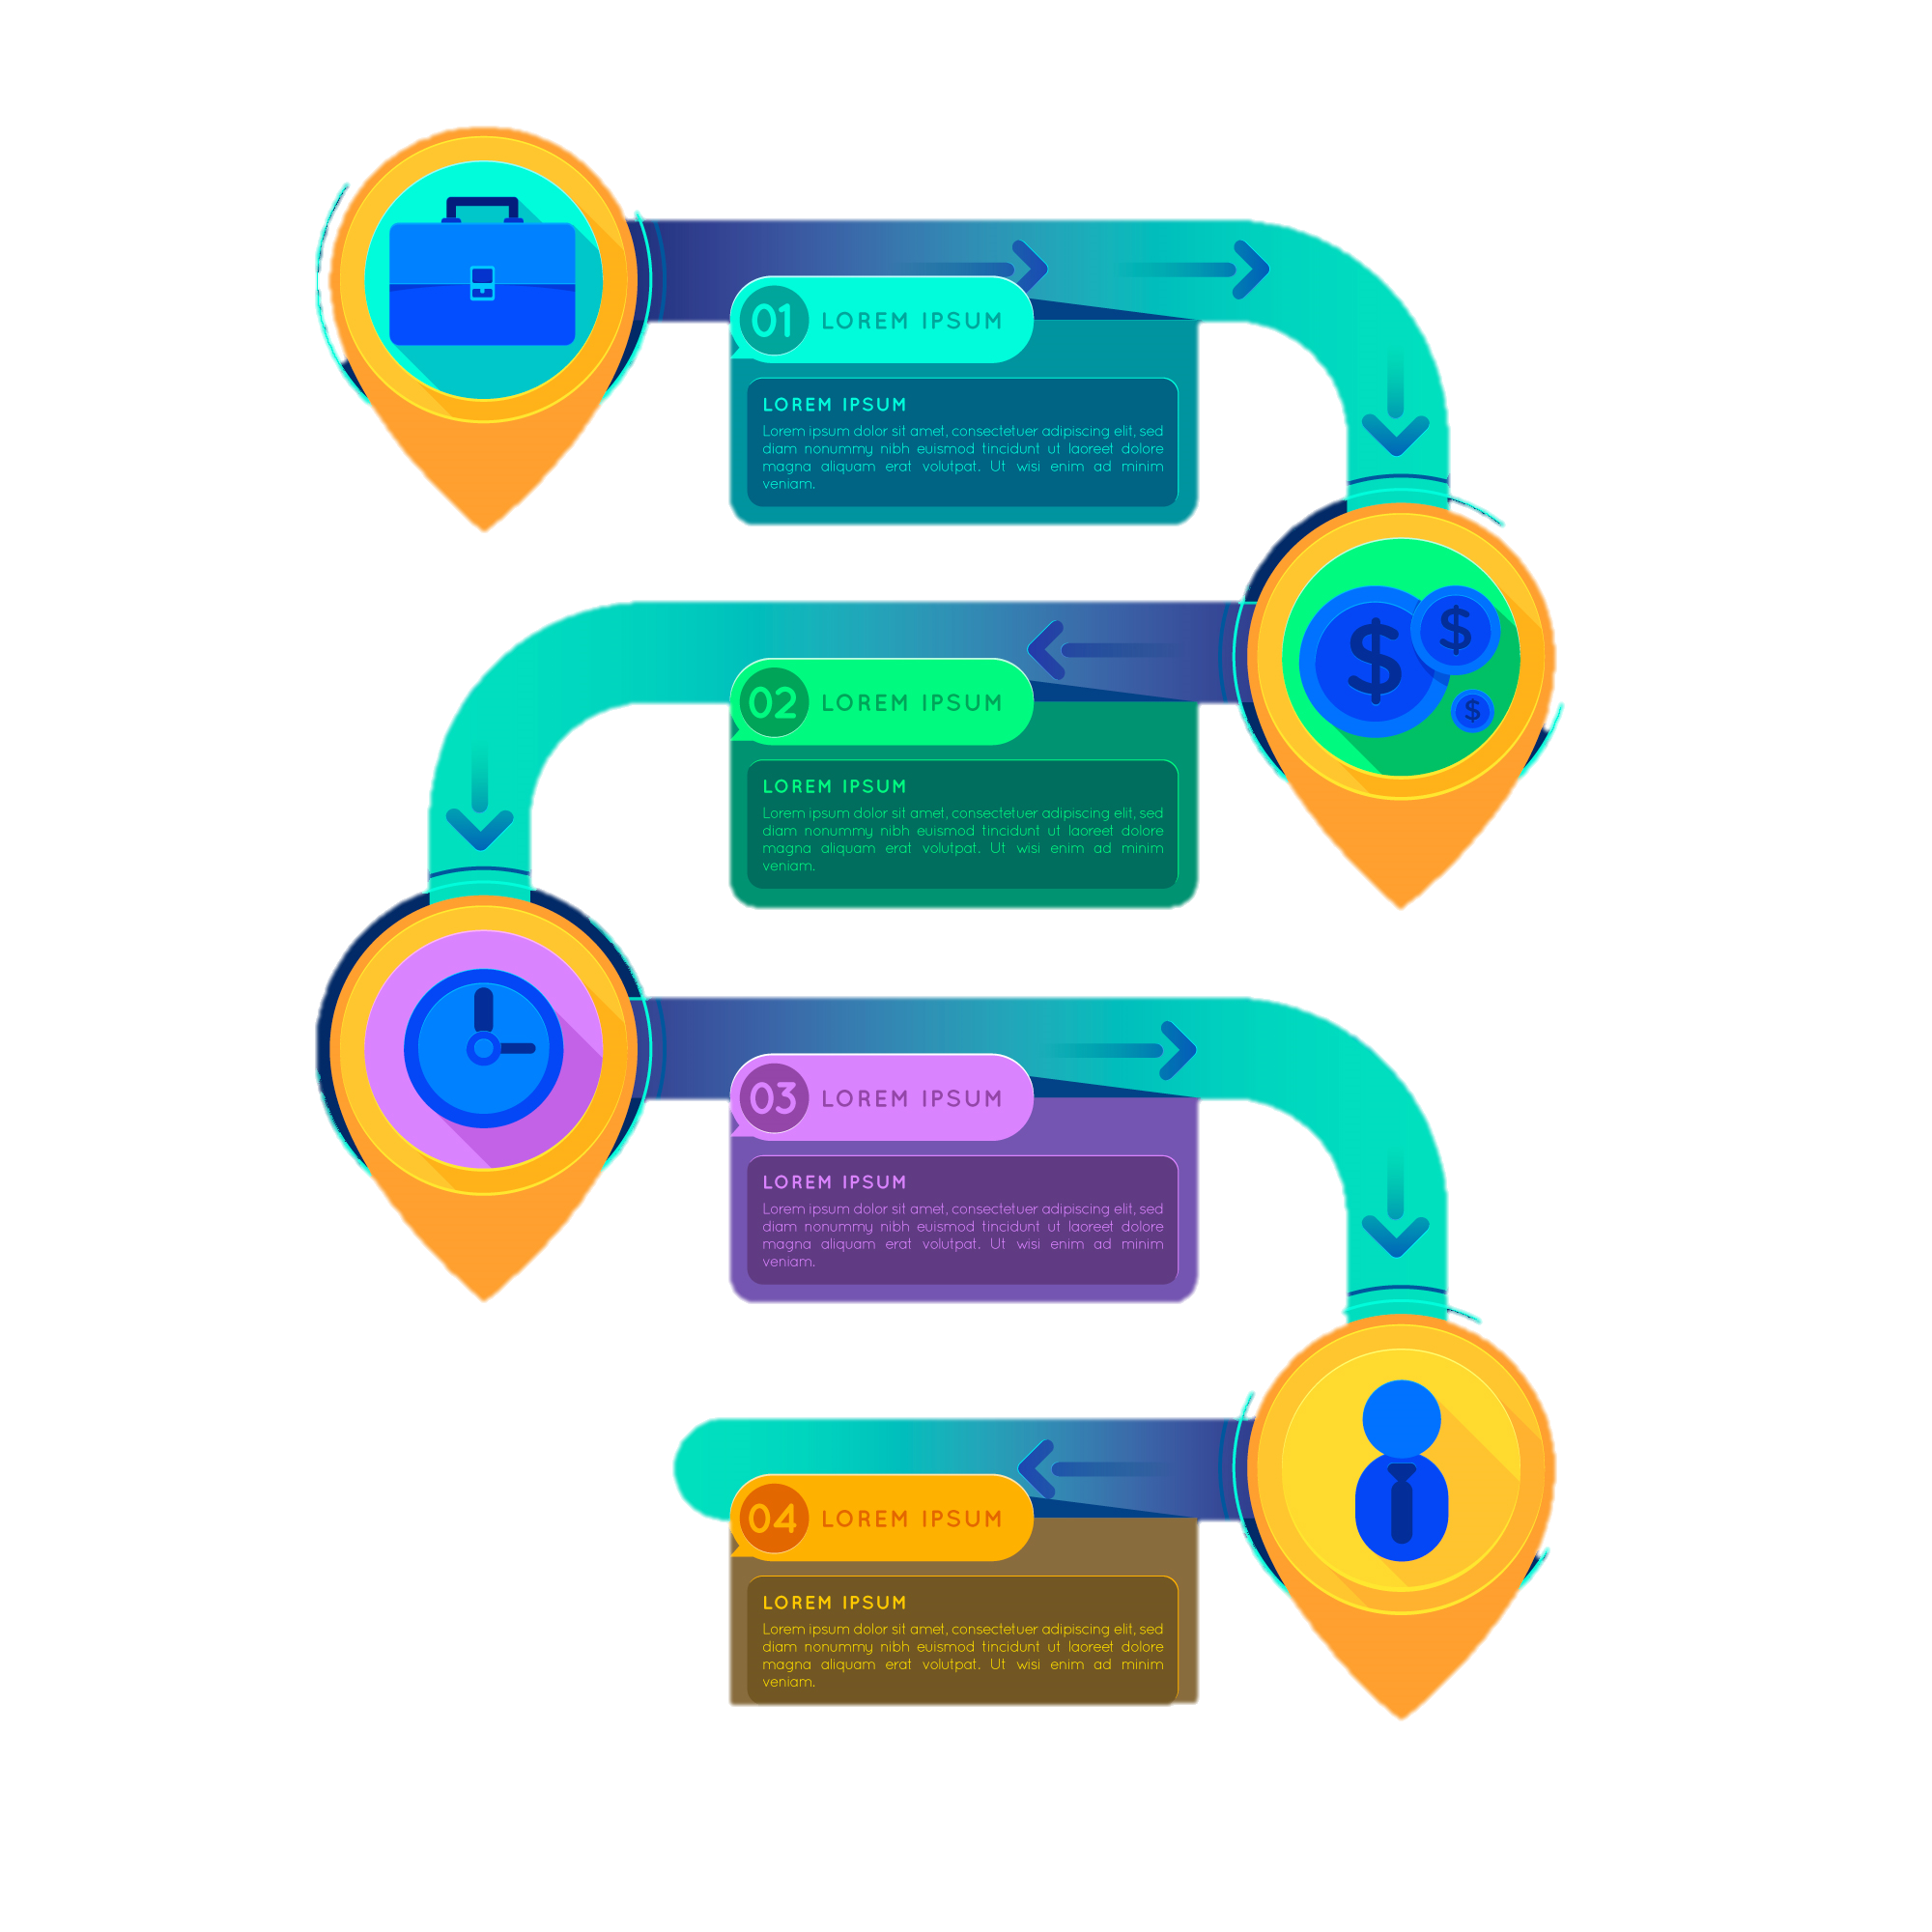 01 LOREM IPSUM
LOREM IPSUM
Lorem ipsum dolor sit amet, consectetuer adipiscing elit, sed
diam nonummy nibh euismod tincidunt ut laoreet dolore
magna aliquam erat volutpat. Ut wisi enim ad minim
veniam.
$ $
$
02 LOREM IPSUM
LOREM IPSUM
Lorem ipsum dolor sit amet, consectetuer adipiscing elit, sed
diam nonummy nibh euismod tincidunt ut laoreet dolore
magna aliquam erat volutpat. Ut wisi enim ad minim
veniam.
03 LOREM IPSUM
LOREM IPSUM
Lorem ipsum dolor sit amet, consectetuer adipiscing elit, sed
diam nonummy nibh euismod tincidunt ut laoreet dolore
magna aliquam erat volutpat. Ut wisi enim ad minim
veniam.
04 LOREM IPSUM
LOREM IPSUM
Lorem ipsum dolor sit amet, consectetuer adipiscing elit, sed
diam nonummy nibh euismod tincidunt ut laoreet dolore
magna aliquam erat volutpat. Ut wisi enim ad minim
veniam.